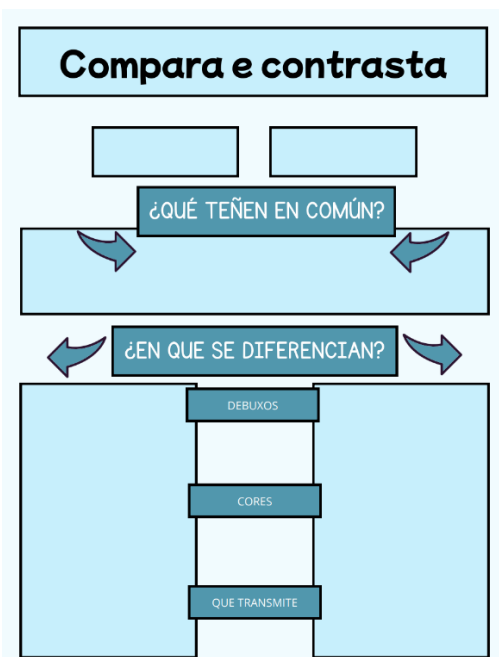 Compara e contrasta
¿QUÉ TEÑEN EN COMÚN?
¿EN QUE SE DIFERENCIAN?
DEBUXOS
CORES
QUE TRANSMITE